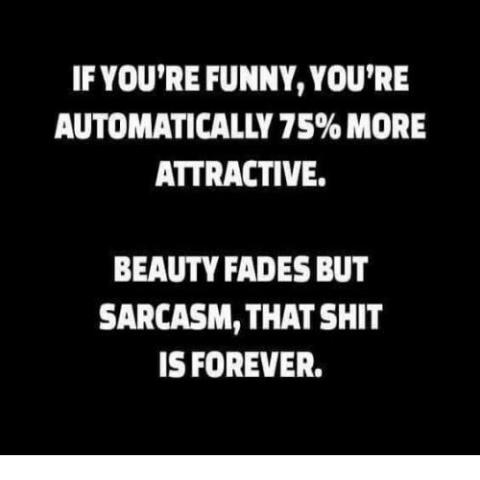 IF YOU'RE FUNNY, YOU'RE
AUTOMATICALLY 75% MORE
ATTRACTIVE.
BEAUTY FADES BUT
SARCASM, THAT SHIT
IS FOREVER.